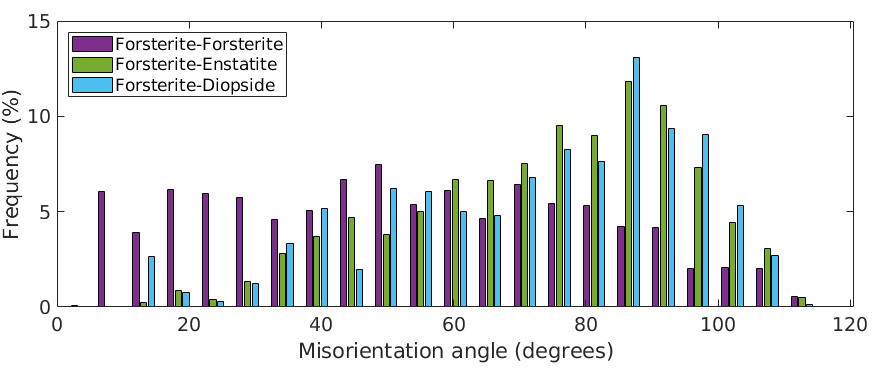 15
10
5
0
Frequency (%)
Forsterite-Forsterite
Forsterite-Enstatite
Forsterite-Diopside
0 20 40 60 80 100 120
Misorientation angle (degrees)